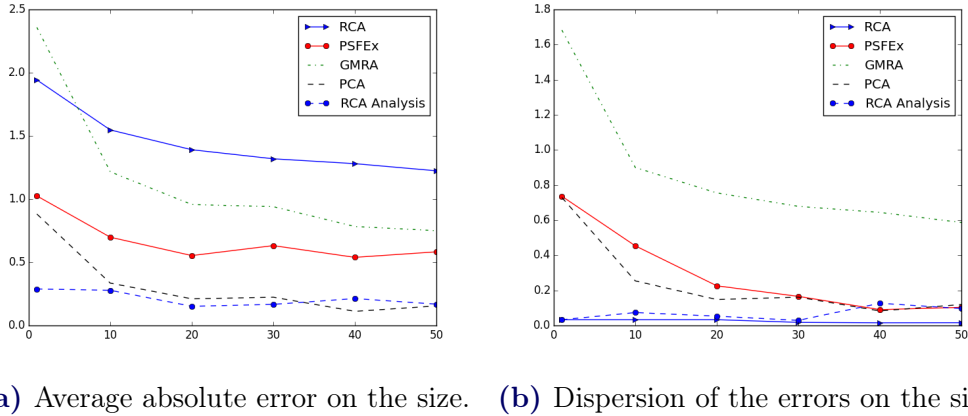 2.5
2.0
1.5
1.0
0.5
0.0
0 10 20 30 40 50
RCA
PSFEx
GMRA
PCA
RCA Analysis
1.8
1.6
1.4
1.2
1.0
0.8
0.6
0.4
0.2
0.0
0 10 20 30 40 50
RCA
PSFEx
GMRA
PCA
RCA Analysis
a) Average absolute error on the size.
(b) Dispersion of the errors on the si